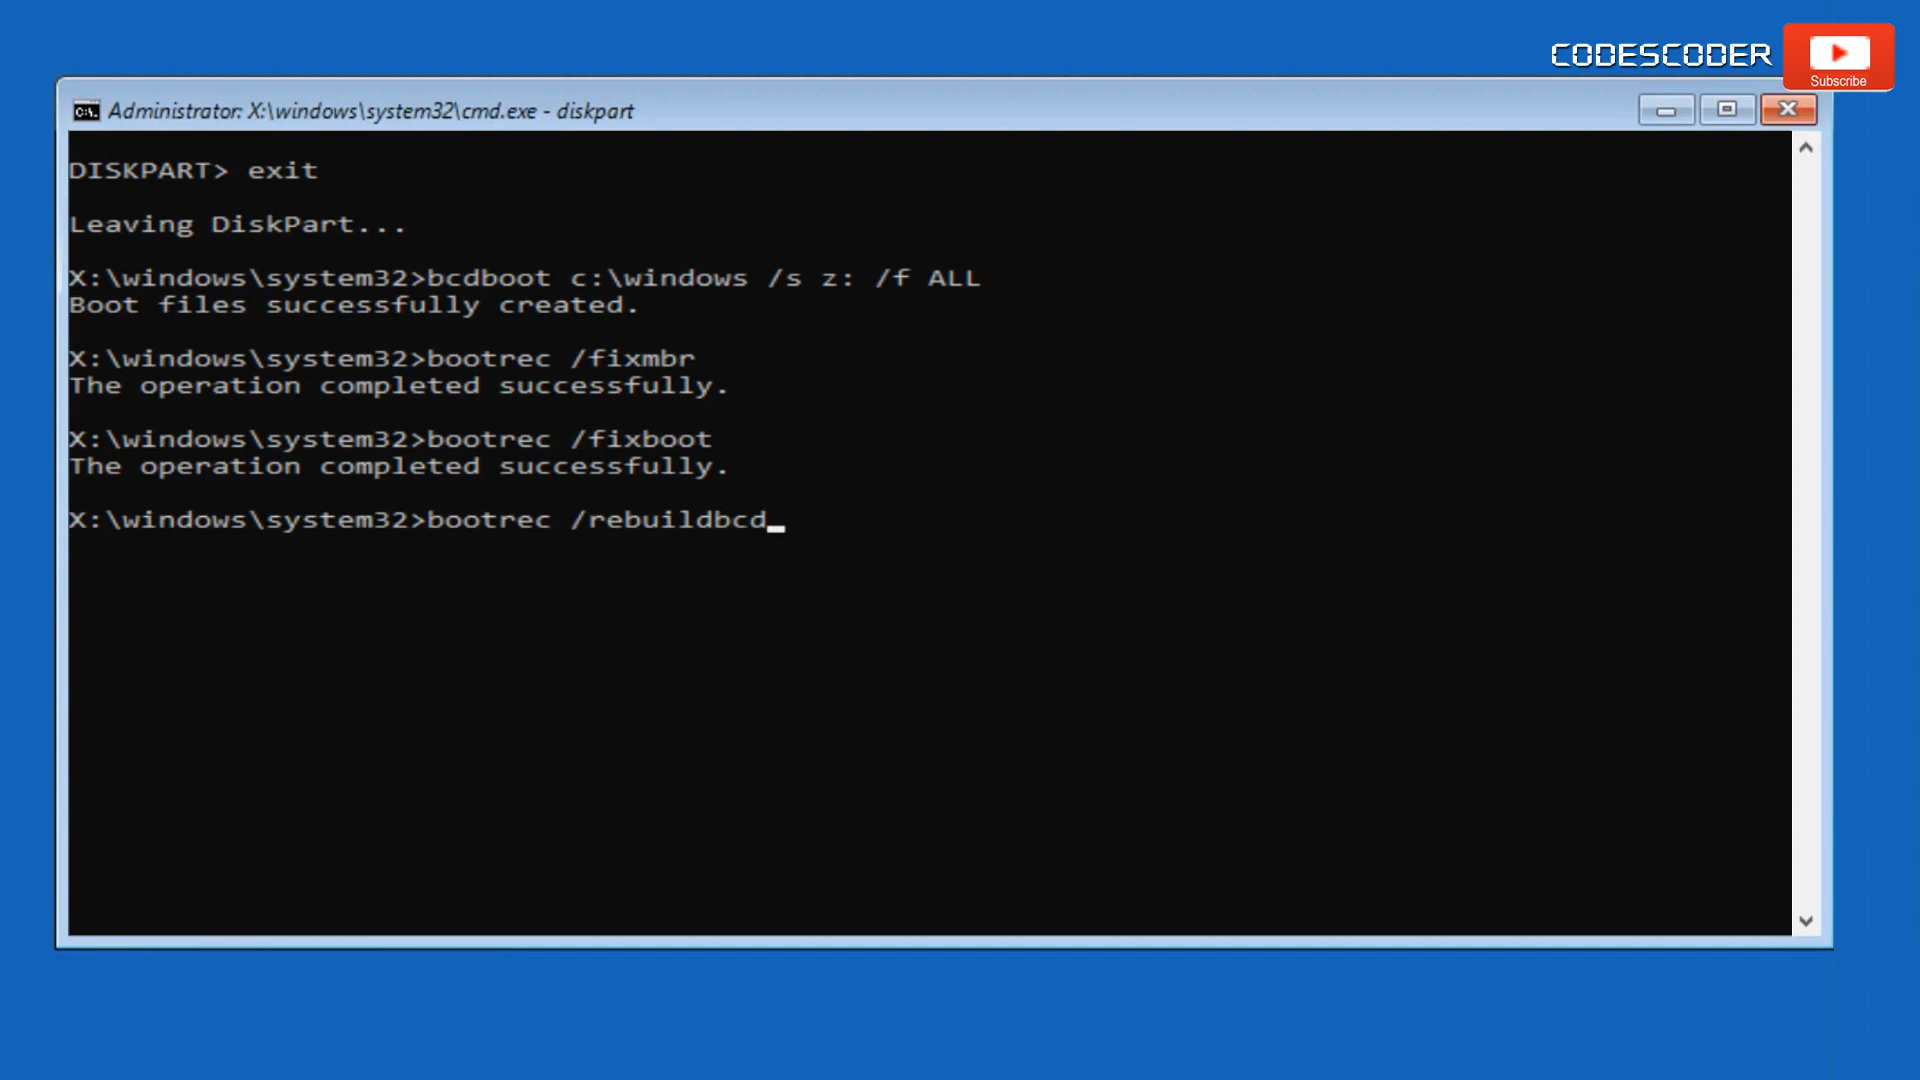 CODESCODER
Subscribe
Administrator: X:\windows\system32\cmd.exe - diskpart
DISKPART> exit
Leaving DiskPart...
X:\windows\system32>bcdboot c:\windows /s z: /f ALL
Boot files successfully created.
X:\windows\system32>bootrec /fixmbr
The operation completed successfully.
X:\windows\system32>bootrec /fixboot
The operation completed successfully.
X:\windows\system32>bootrec /rebuildbcd